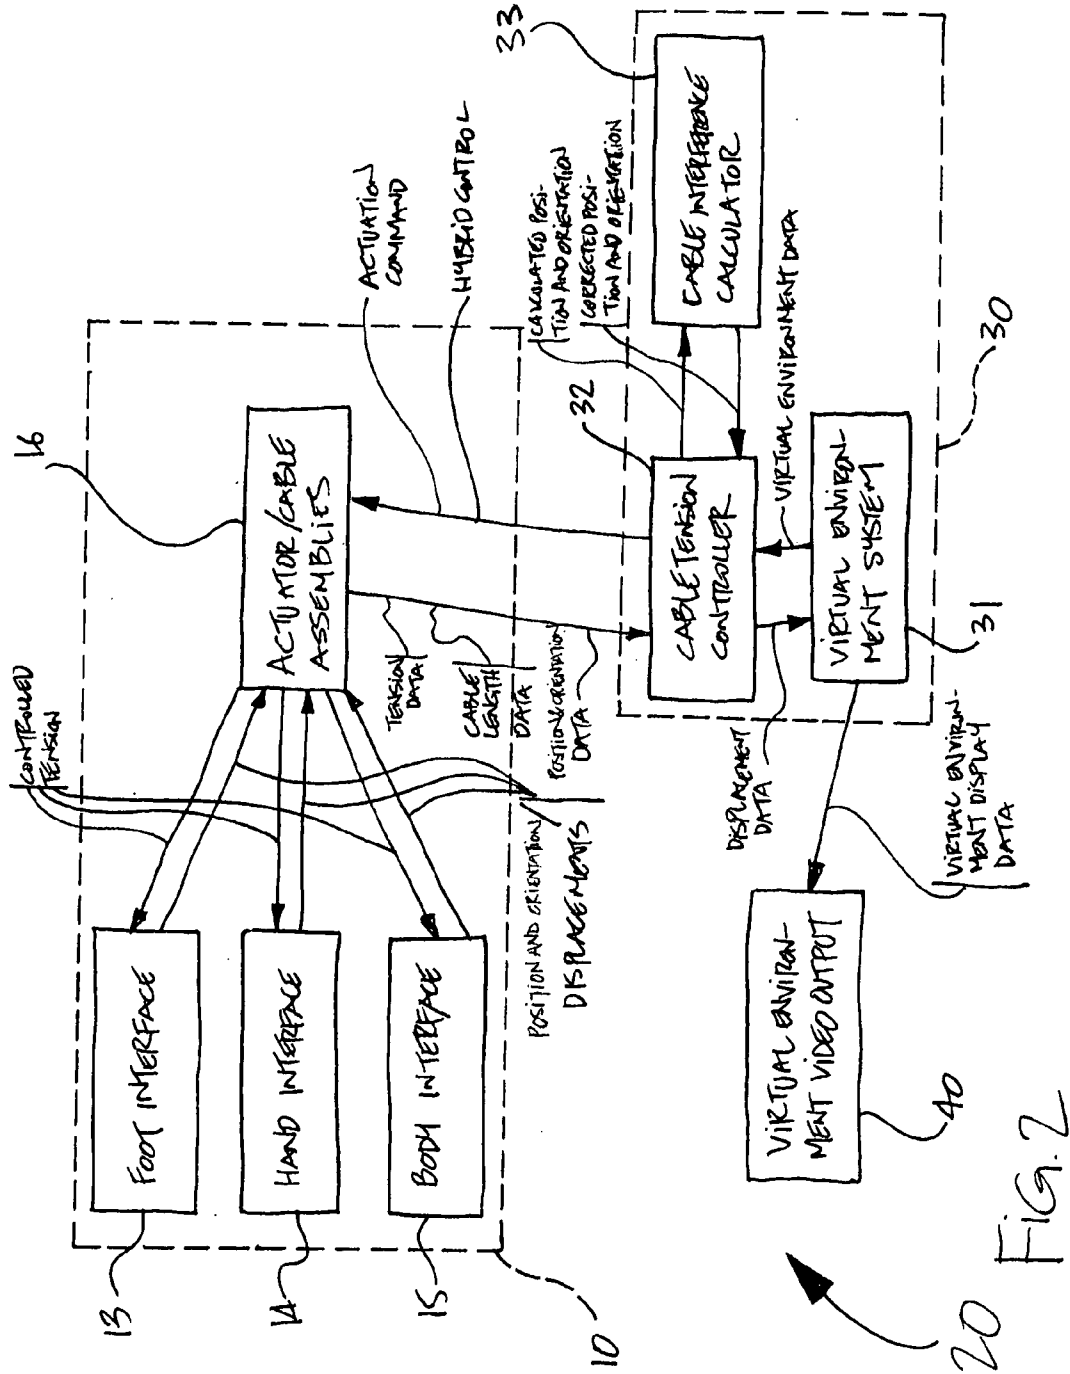 13
FOOT INTERFACE
14
HAND INTERFACE
15
BODY INTERFACE
10
CONTROLLED
TENSION
16
ACTUATOR/CABLE
ASSEMBLIES
POSITION AND ORIENTATION
DISPLACEMENTS
TENSION
DATA
CABLE
LENGTH
DATA
POSITION & ORIENTATION
DATA
ACTUATION
COMMAND
HYBRID CONTROL
CALCULATED POSI-
TION AND ORIENTATION
CORRECTED POSI-
TION AND ORIENTATION
33
CABLE INTERFERENCE
CALCULATOR
32
CABLE TENSION
CONTROLLER
VIRTUAL ENVIRONMENT DATA
DISPLACEMENT
DATA
VIRTUAL ENVIRON-
MENT SYSTEM
31
30
VIRTUAL ENVIRON-
MENT DISPLAY
DATA
VIRTUAL ENVIRON-
MENT VIDEO OUTPUT
40
20
FIG. 2